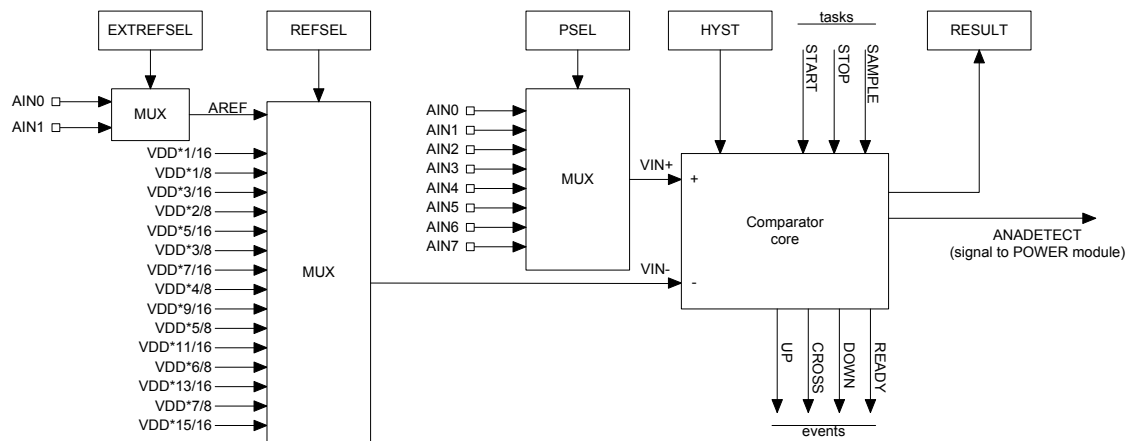 tasks
EXTREFSEL
REFSEL
PSEL
HYST
RESULT
START
STOP
SAMPLE
AIN0
AIN1
MUX
AREF
VDD*1/16
VDD*1/8
VDD*3/16
VDD*2/8
VDD*5/16
VDD*3/8
VDD*7/16
VDD*4/8
VDD*9/16
VDD*5/8
VDD*11/16
VDD*6/8
VDD*13/16
VDD*7/8
VDD*15/16
MUX
AIN0
AIN1
AIN2
AIN3
AIN4
AIN5
AIN6
AIN7
MUX
VIN+
VIN-
+
-
Comparator
core
ANADETECT
(signal to POWER module)
UP
CROSS
DOWN
READY
events